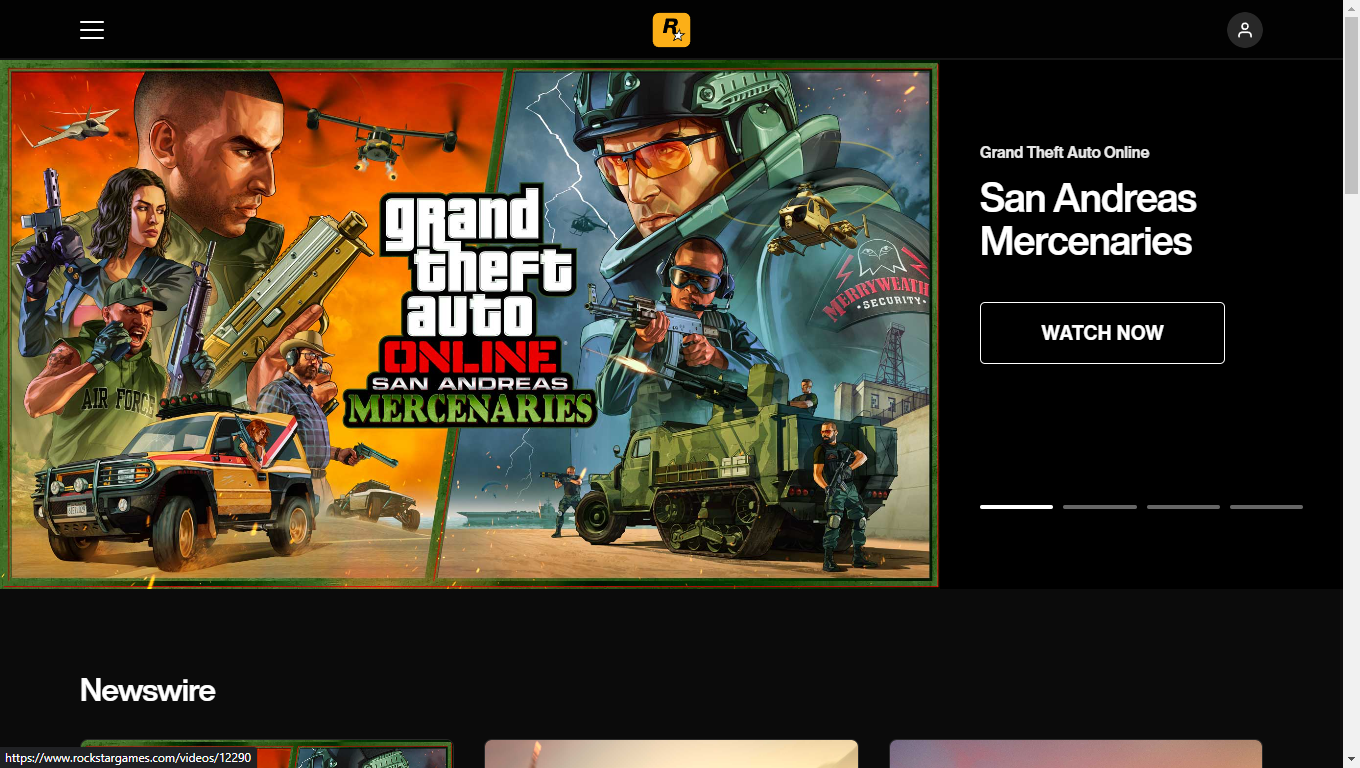 R
Grand Theft Auto Online
San Andreas
Mercenaries
WATCH NOW
grand
theft
auto
ONLINE
SAN ANDREAS
MERCENARIES
AIR FORCE
MERRYWEATH
•SECURITY•
Newswire
https://www.rockstargames.com/videos/12290